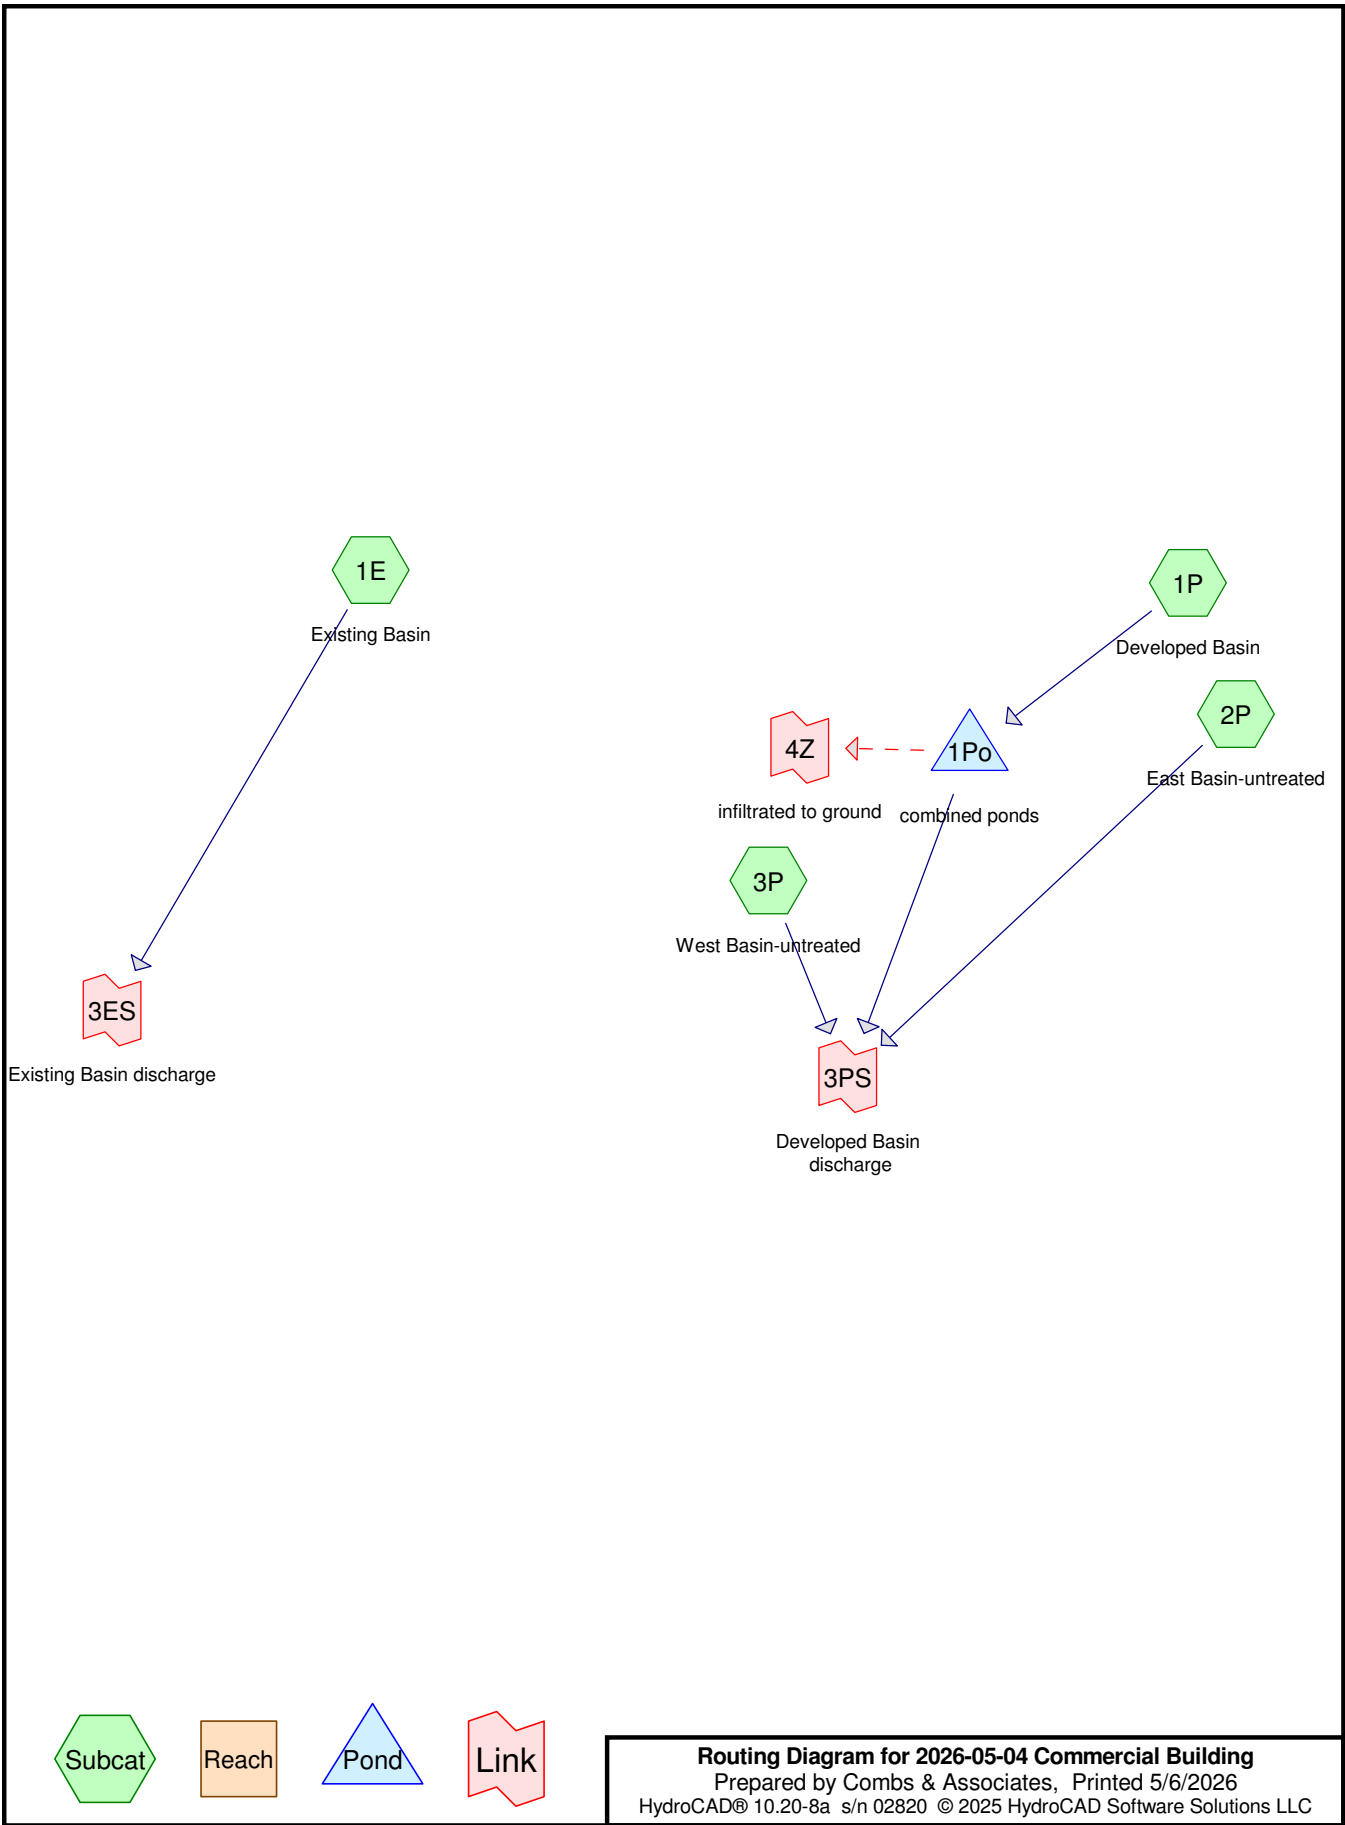 1E
Existing Basin
1P
Developed Basin
2P
East Basin-untreated
4Z
infiltrated to ground
1Po
combined ponds
3P
West Basin-untreated
3ES
Existing Basin discharge
3PS
Developed Basin
discharge
Subcat
Reach
Pond
Link
Routing Diagram for 2026-05-04 Commercial Building
Prepared by Combs & Associates, Printed 5/6/2026
HydroCAD® 10.20-8a s/n 02820 © 2025 HydroCAD Software Solutions LLC